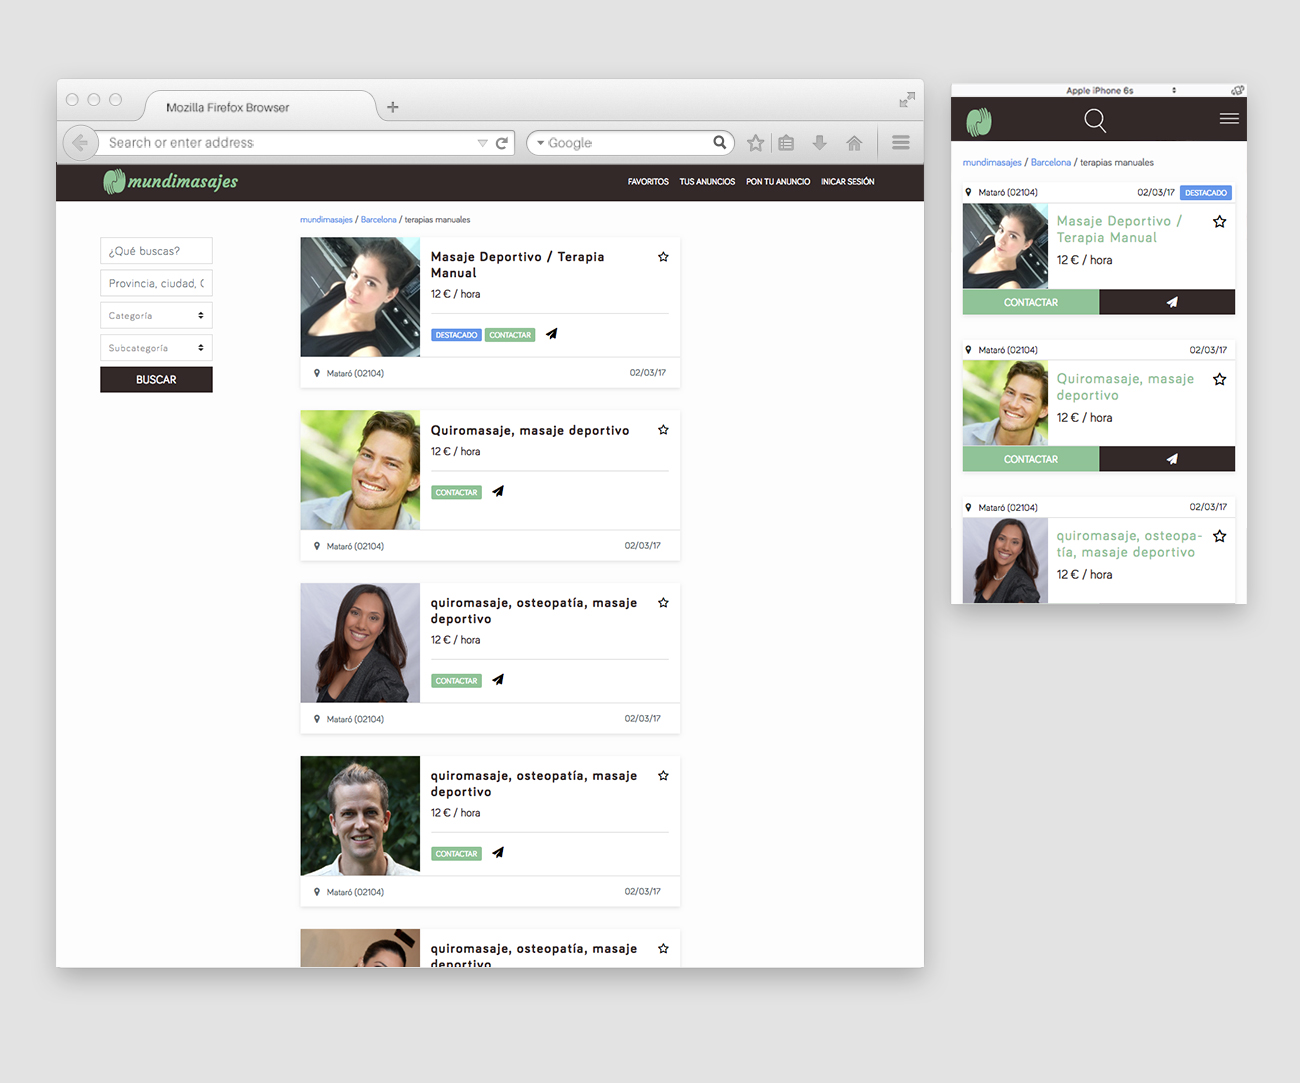 Mozilla Firefox Browser
Search or enter address
Google
mundimasajes
FAVORITOS TUS ANUNCIOS PON TU ANUNCIO INICAR SESIÓN
mundimasajes / Barcelona / terapias manuales
¿Qué buscas?
Provincia, ciudad, C
Categoría
Subcategoría
BUSCAR
Masaje Deportivo / Terapia
Manual
12 € / hora
DESTACADO CONTACTAR
Mataró (02104) 02/03/17
Quiromasaje, masaje deportivo
12 € / hora
CONTACTAR
Mataró (02104) 02/03/17
quiromasaje, osteopatía, masaje
deportivo
12 € / hora
CONTACTAR
Mataró (02104) 02/03/17
quiromasaje, osteopatía, masaje
deportivo
12 € / hora
CONTACTAR
Mataró (02104) 02/03/17
quiromasaje, osteopatía, masaje
deportivo
Apple iPhone 6s
mundimasajes / Barcelona / terapias manuales
Mataró (02104) 02/03/17 DESTACADO
Masaje Deportivo /
Terapia Manual
12 € / hora
CONTACTAR
Mataró (02104) 02/03/17
Quiromasaje, masaje
deportivo
12 € / hora
CONTACTAR
Mataró (02104) 02/03/17
quiromasaje, osteopa-
tía, masaje deportivo
12 € / hora